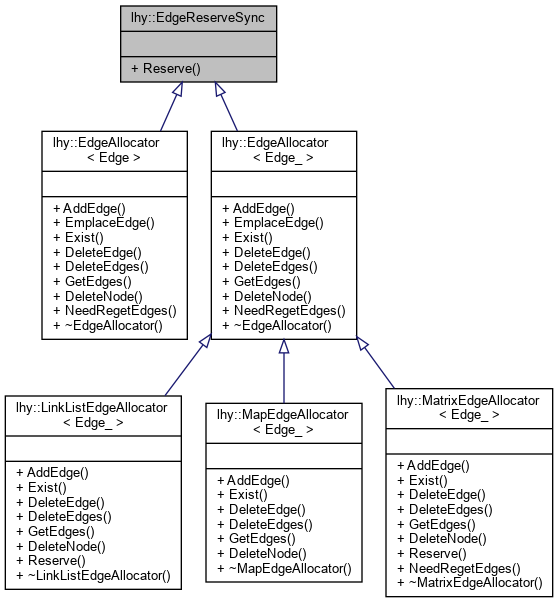 lhy::EdgeReserveSync
+ Reserve()
lhy::EdgeAllocator
< Edge >
+ AddEdge()
+ EmplaceEdge()
+ Exist()
+ DeleteEdge()
+ DeleteEdges()
+ GetEdges()
+ DeleteNode()
+ NeedRegetEdges()
+ ~EdgeAllocator()
lhy::EdgeAllocator
< Edge_ >
+ AddEdge()
+ EmplaceEdge()
+ Exist()
+ DeleteEdge()
+ DeleteEdges()
+ GetEdges()
+ DeleteNode()
+ NeedRegetEdges()
+ ~EdgeAllocator()
lhy::LinkListEdgeAllocator
< Edge_ >
+ AddEdge()
+ Exist()
+ DeleteEdge()
+ DeleteEdges()
+ GetEdges()
+ DeleteNode()
+ Reserve()
+ ~LinkListEdgeAllocator()
lhy::MapEdgeAllocator
< Edge_ >
+ AddEdge()
+ Exist()
+ DeleteEdge()
+ DeleteEdges()
+ GetEdges()
+ DeleteNode()
+ ~MapEdgeAllocator()
lhy::MatrixEdgeAllocator
< Edge_ >
+ AddEdge()
+ Exist()
+ DeleteEdge()
+ DeleteEdges()
+ GetEdges()
+ DeleteNode()
+ Reserve()
+ NeedRegetEdges()
+ ~MatrixEdgeAllocator()